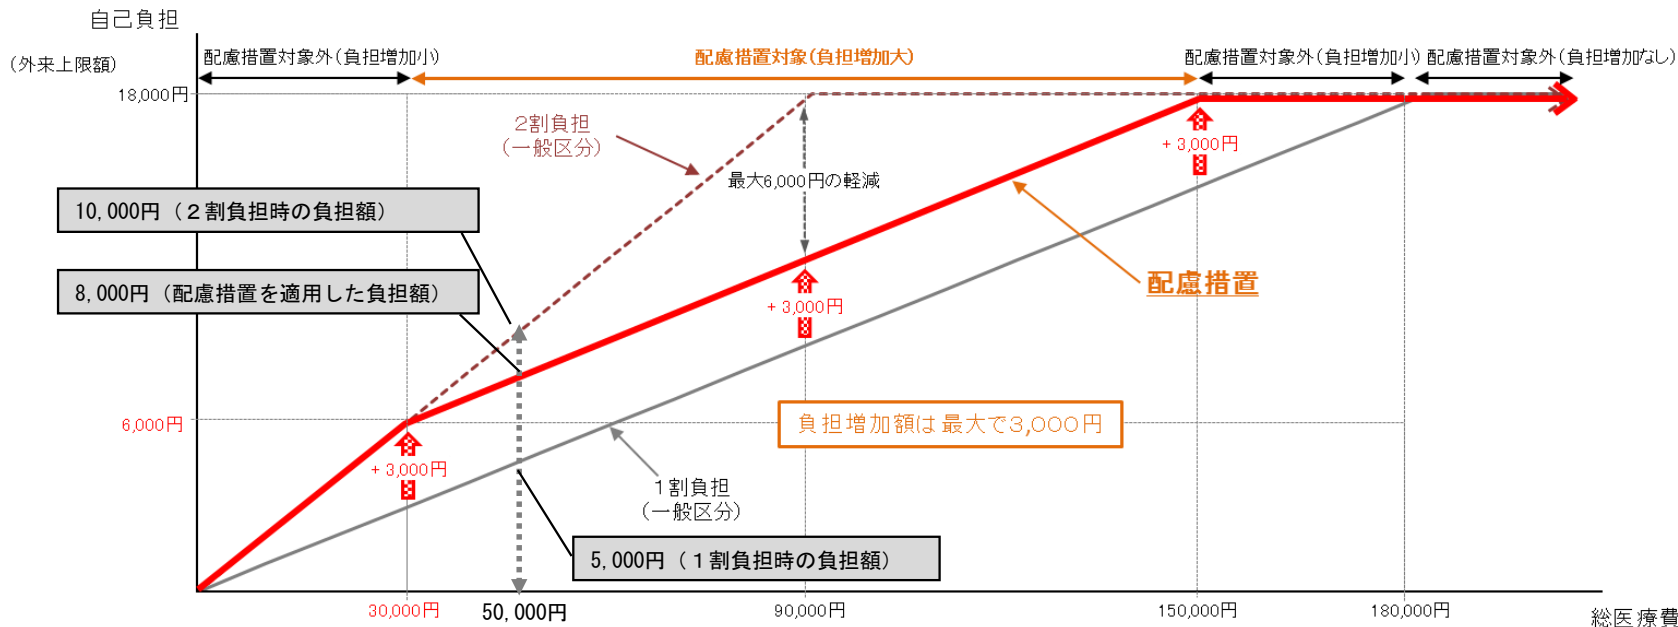 自己負担
(外来上限額)
配慮措置対象外(負担増加小)
配慮措置対象(負担増加大)
配慮措置対象外(負担増加小)
配慮措置対象外(負担増加なし)
18,000円
2割負担
(一般区分)
+3,000円
最大6,000円の軽減
10,000円（２割負担時の負担額）
8,000円（配慮措置を適用した負担額）
配慮措置
+3,000円
6,000円
負担増加額は最大で3,000円
+3,000円
1割負担
(一般区分)
5,000円（１割負担時の負担額）
30,000円
50,000円
90,000円
150,000円
180,000円
総医療費